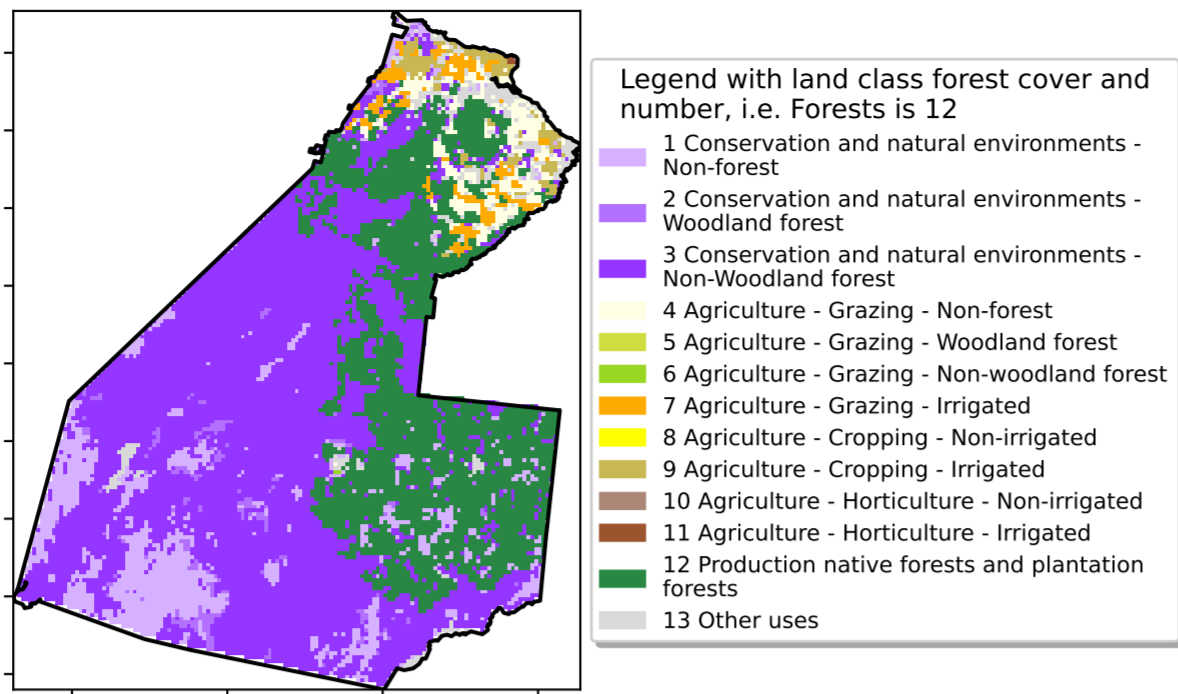 Legend with land class forest cover and
number, i.e. Forests is 12
1 Conservation and natural environments -
Non-forest
2 Conservation and natural environments -
Woodland forest
3 Conservation and natural environments -
Non-Woodland forest
4 Agriculture - Grazing - Non-forest
5 Agriculture - Grazing - Woodland forest
6 Agriculture - Grazing - Non-woodland forest
7 Agriculture - Grazing - Irrigated
8 Agriculture - Cropping - Non-irrigated
9 Agriculture - Cropping - Irrigated
10 Agriculture - Horticulture - Non-irrigated
11 Agriculture - Horticulture - Irrigated
12 Production native forests and plantation
forests
13 Other uses